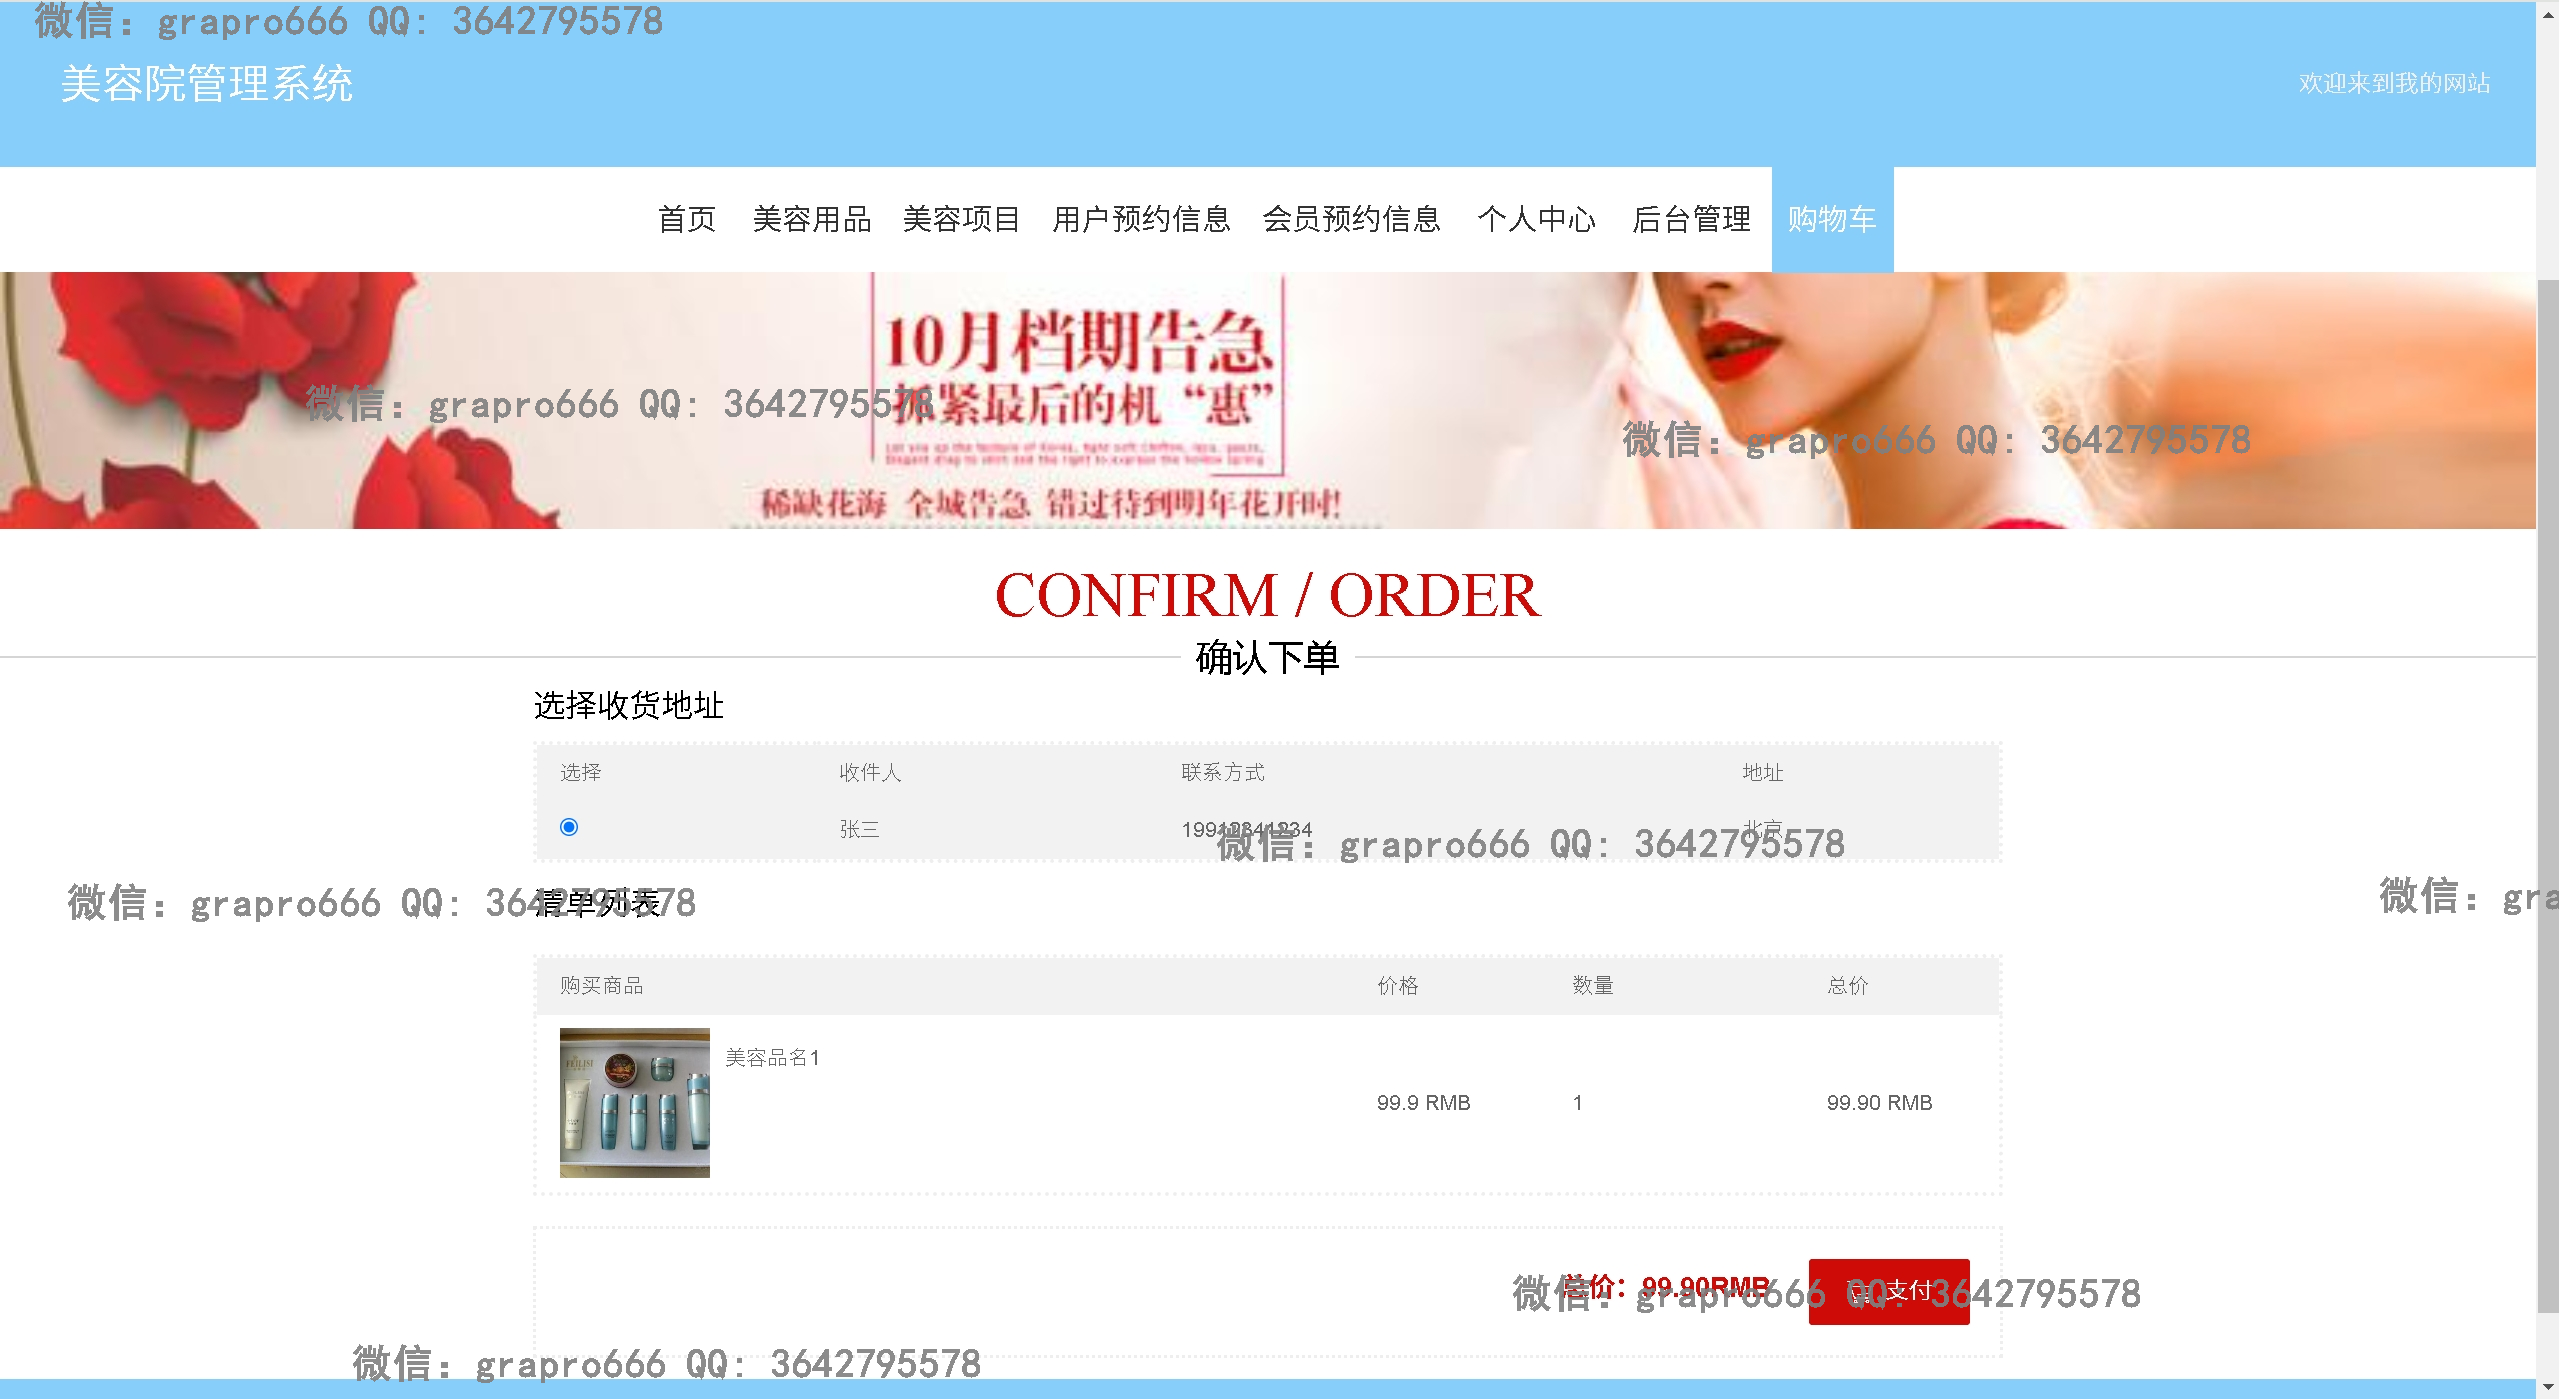 微信: grapro666 QQ: 3642795578
美容院管理系统
欢迎来到我的网站
首页 美容用品 美容项目 用户预约信息 会员预约信息 个人中心 后台管理 购物车
10月档期告急
抓紧最后的机“惠”
微信: grapro666 QQ: 3642795578
微信: grapro666 QQ: 3642795578
稀缺花海 全城告急 错过待到明年花开时!
CONFIRM / ORDER
确认下单
选择收货地址
选择 收件人 联系方式 地址
张三 19912341234 北京
微信: grapro666 QQ: 3642795578
清单列表
微信: grapro666 QQ: 3642795578
微信: gra
购买商品 价格 数量 总价
美容品名1
99.9 RMB 1 99.90 RMB
总价: 99.90RMB 支付
微信: grapro666 QQ: 3642795578
微信: grapro666 QQ: 3642795578